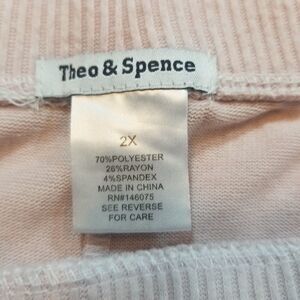 Theo & Spence
2X
70%POLYESTER
26%RAYON
4%SPANDEX
MADE IN CHINA
RN#146075
SEE REVERSE
FOR CARE